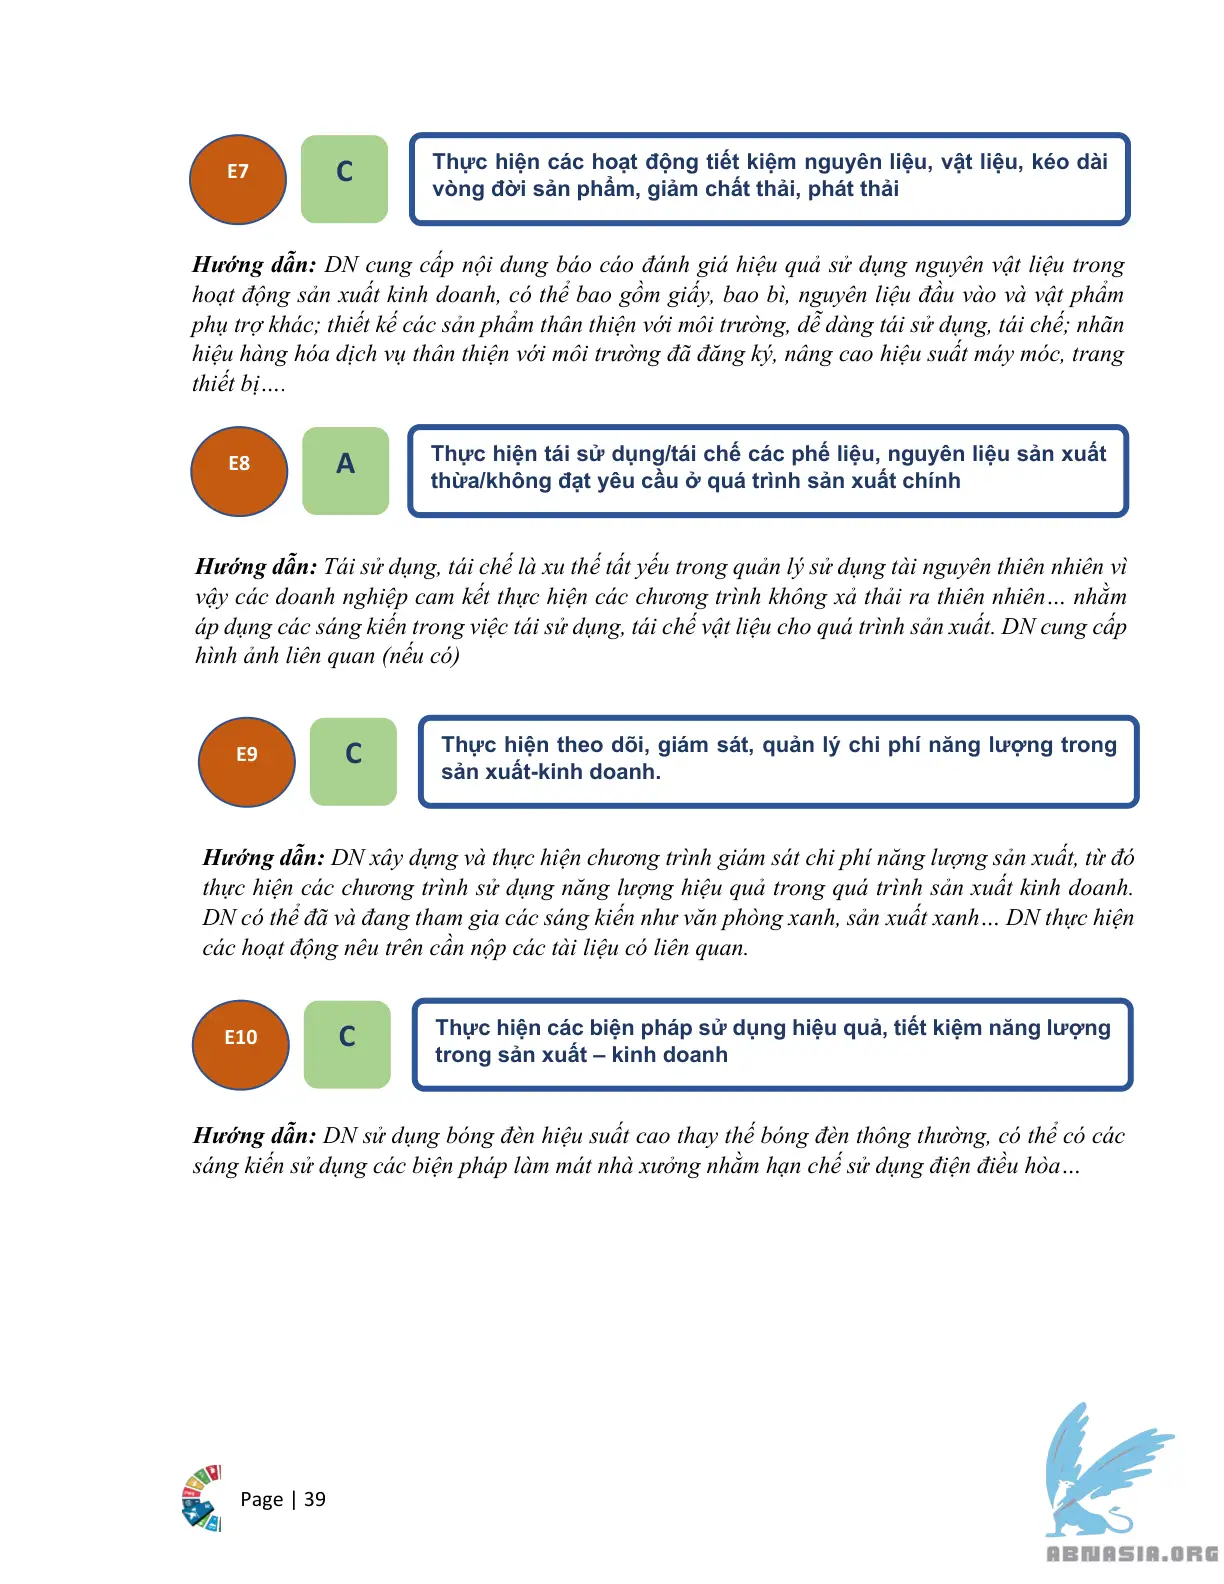 E7
C
Thực hiện các hoạt động tiết kiệm nguyên liệu, vật liệu, kéo dài
vòng đời sản phẩm, giảm chất thải, phát thải
Hướng dẫn: DN cung cấp nội dung báo cáo đánh giá hiệu quả sử dụng nguyên vật liệu trong
hoạt động sản xuất kinh doanh, có thể bao gồm giấy, bao bì, nguyên liệu đầu vào và vật phẩm
phụ trợ khác; thiết kế các sản phẩm thân thiện với môi trường, dễ dàng tái sử dụng, tái chế; nhãn
hiệu hàng hóa dịch vụ thân thiện với môi trường đã đăng ký, nâng cao hiệu suất máy móc, trang
thiết bị….
E8
A
Thực hiện tái sử dụng/tái chế các phế liệu, nguyên liệu sản xuất
thừa/không đạt yêu cầu ở quá trình sản xuất chính
Hướng dẫn: Tái sử dụng, tái chế là xu thế tất yếu trong quản lý sử dụng tài nguyên thiên nhiên vì
vậy các doanh nghiệp cam kết thực hiện các chương trình không xả thải ra thiên nhiên… nhằm
áp dụng các sáng kiến trong việc tái sử dụng, tái chế vật liệu cho quá trình sản xuất. DN cung cấp
hình ảnh liên quan (nếu có)
E9
C
Thực hiện theo dõi, giám sát, quản lý chi phí năng lượng trong
sản xuất-kinh doanh.
Hướng dẫn: DN xây dựng và thực hiện chương trình giám sát chi phí năng lượng sản xuất, từ đó
thực hiện các chương trình sử dụng năng lượng hiệu quả trong quá trình sản xuất kinh doanh.
DN có thể đã và đang tham gia các sáng kiến như văn phòng xanh, sản xuất xanh… DN thực hiện
các hoạt động nêu trên cần nộp các tài liệu có liên quan.
E10
C
Thực hiện các biện pháp sử dụng hiệu quả, tiết kiệm năng lượng
trong sản xuất – kinh doanh
Hướng dẫn: DN sử dụng bóng đèn hiệu suất cao thay thế bóng đèn thông thường, có thể có các
sáng kiến sử dụng các biện pháp làm mát nhà xưởng nhằm hạn chế sử dụng điện điều hòa…
Page | 39
ABNASIA.ORG